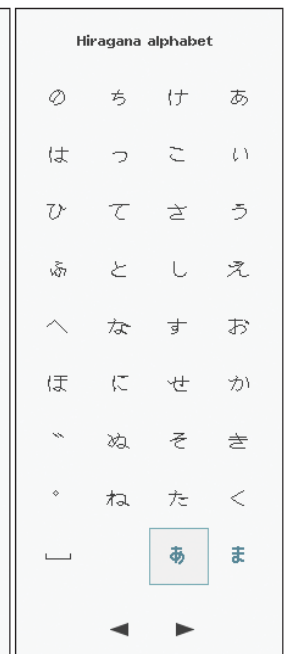 Hiragana alphabet
の ち け あ
は っ こ い
ひ て さ う
ふ と し え
へ な す お
ほ に せ か
゛ ぬ そ き
゜ ね た く
あ ま